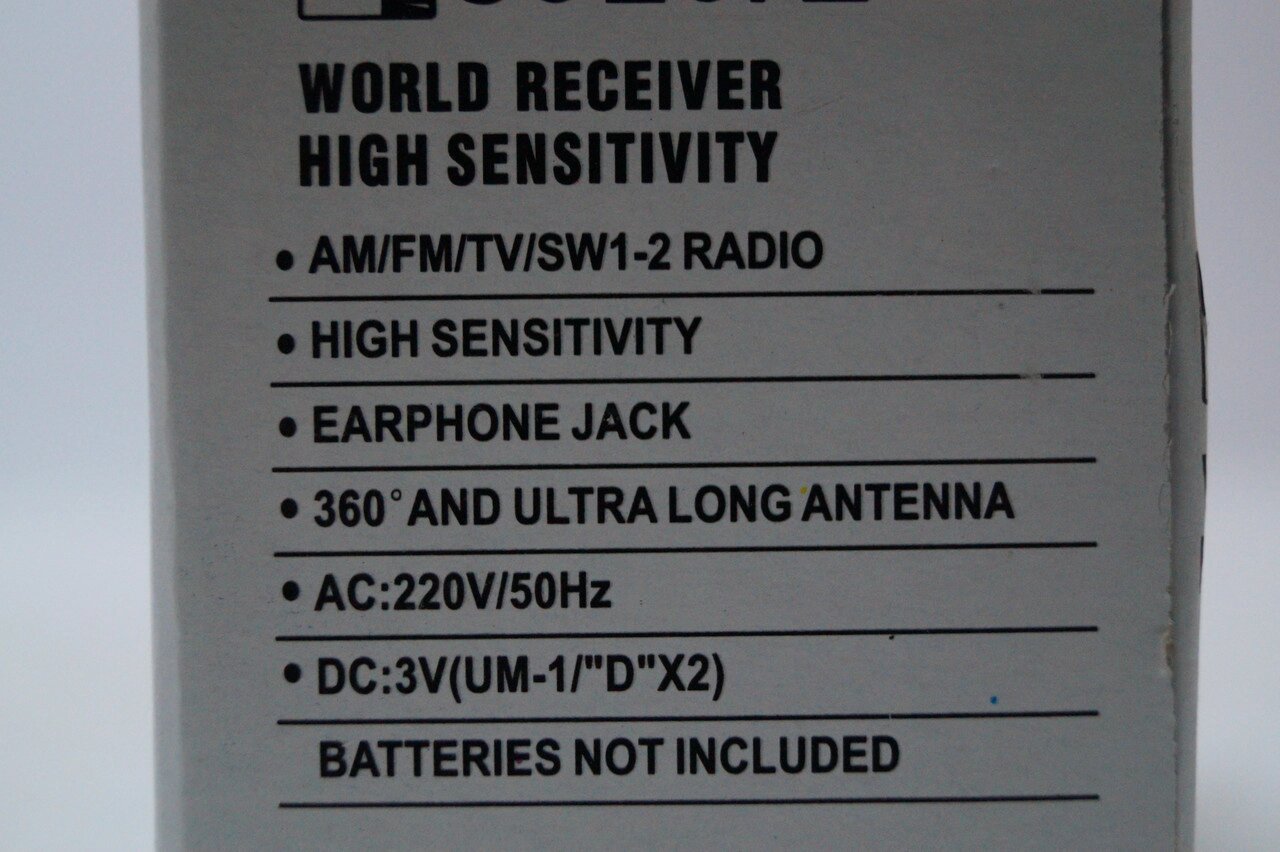 WORLD RECEIVER
HIGH SENSITIVITY
• AM/FM/TV/SW1-2 RADIO
• HIGH SENSITIVITY
• EARPHONE JACK
• 360°AND ULTRA LONG ANTENNA
• AC:220V/50Hz
• DC:3V(UM-1/"D"X2)
BATTERIES NOT INCLUDED